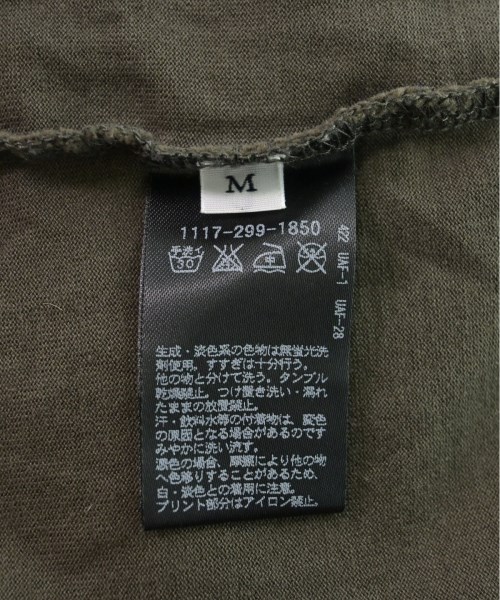 M
1117-299-1850
手洗イ
30
422 UAF-1 UAF-28
生成・淡色系の色物は無蛍光洗
剤使用。すすぎは十分行う。
他の物と分けて洗う。タンブル
乾燥禁止。つけ置き洗い・濡れ
たままの放置禁止。
汗・飲料水等の付着物は、変色
の原因となる場合があるのです
みやかに洗い流す。
濃色の場合、摩擦により他の物
へ色移りすることがあるため、
白・淡色との着用に注意。
プリント部分はアイロン禁止。